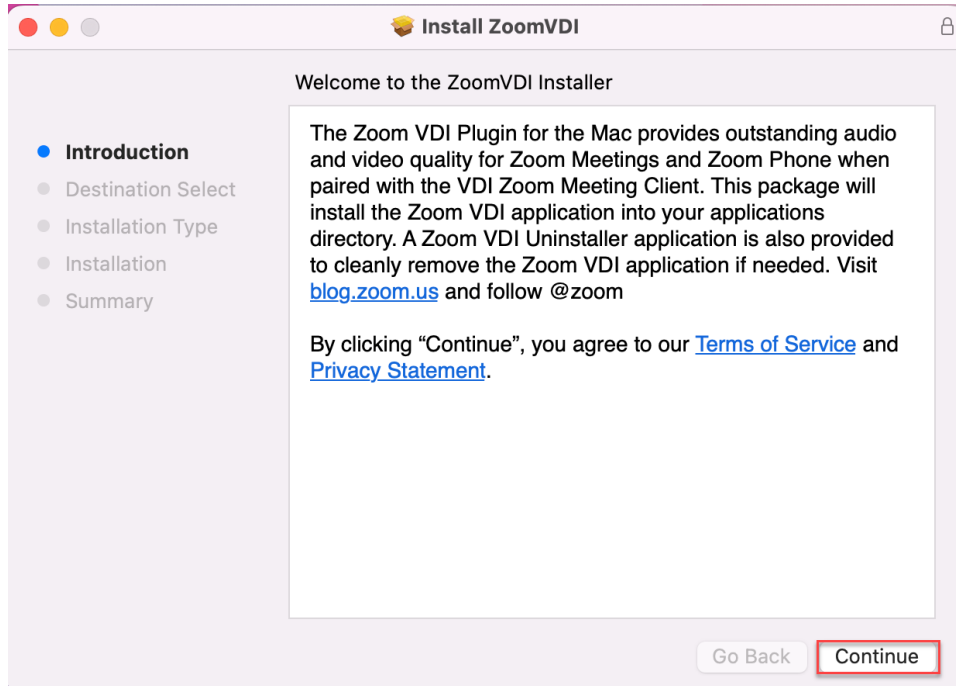 Install ZoomVDI
Welcome to the ZoomVDI Installer
Introduction
Destination Select
Installation Type
Installation
Summary
The Zoom VDI Plugin for the Mac provides outstanding audio
and video quality for Zoom Meetings and Zoom Phone when
paired with the VDI Zoom Meeting Client. This package will
install the Zoom VDI application into your applications
directory. A Zoom VDI Uninstaller application is also provided
to cleanly remove the Zoom VDI application if needed. Visit
blog.zoom.us and follow @zoom
By clicking “Continue”, you agree to our Terms of Service and
Privacy Statement.
Go Back
Continue